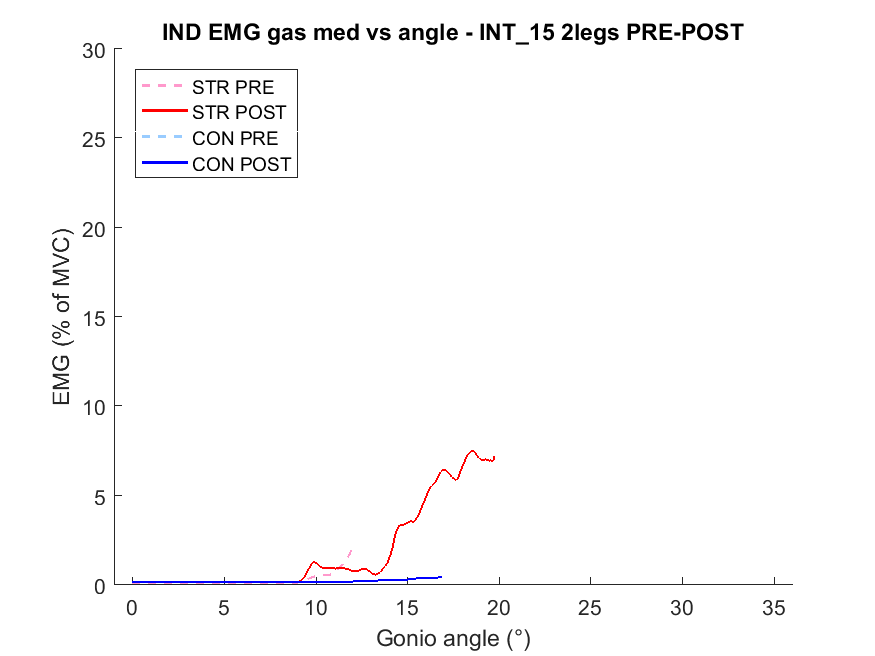 IND EMG gas med vs angle - INT_15 2legs PRE-POST
30
25
20
15
10
5
0
EMG (% of MVC)
STR PRE
STR POST
CON PRE
CON POST
0 5 10 15 20 25 30 35
Gonio angle (°)